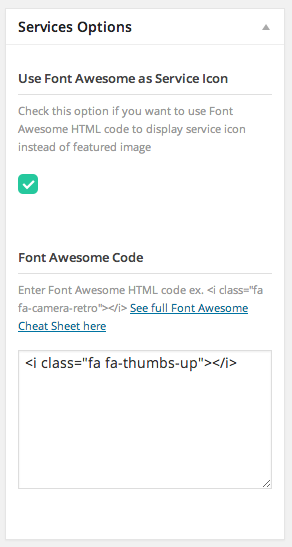 Services Options
Use Font Awesome as Service Icon
Check this option if you want to use Font
Awesome HTML code to display service icon
instead of featured image
Font Awesome Code
Enter Font Awesome HTML code ex. <i class="fa
fa-camera-retro"></i> See full Font Awesome
Cheat Sheet here
<i class="fa fa-thumbs-up"></i>